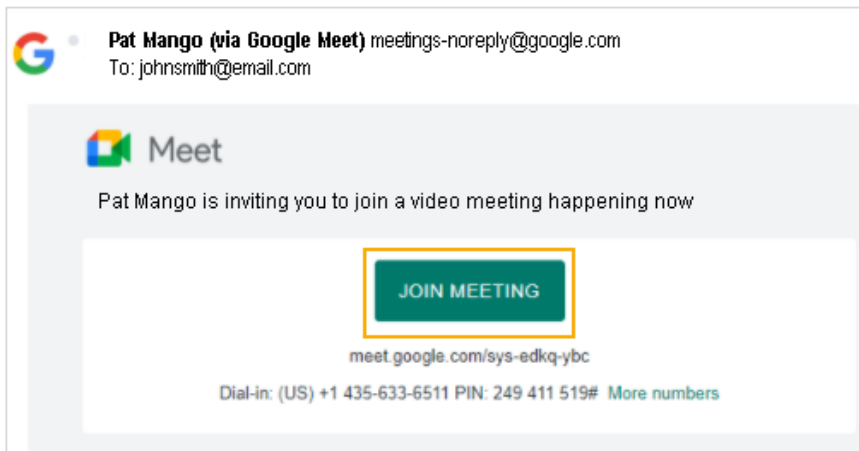 Pat Mango (via Google Meet) meetings-noreply@google.com
To: johnsmith@email.com
Meet
Pat Mango is inviting you to join a video meeting happening now
JOIN MEETING
meet.google.com/sys-edkq-ybc
Dial-in: (US) +1 435-633-6511 PIN: 249 411 519# More numbers